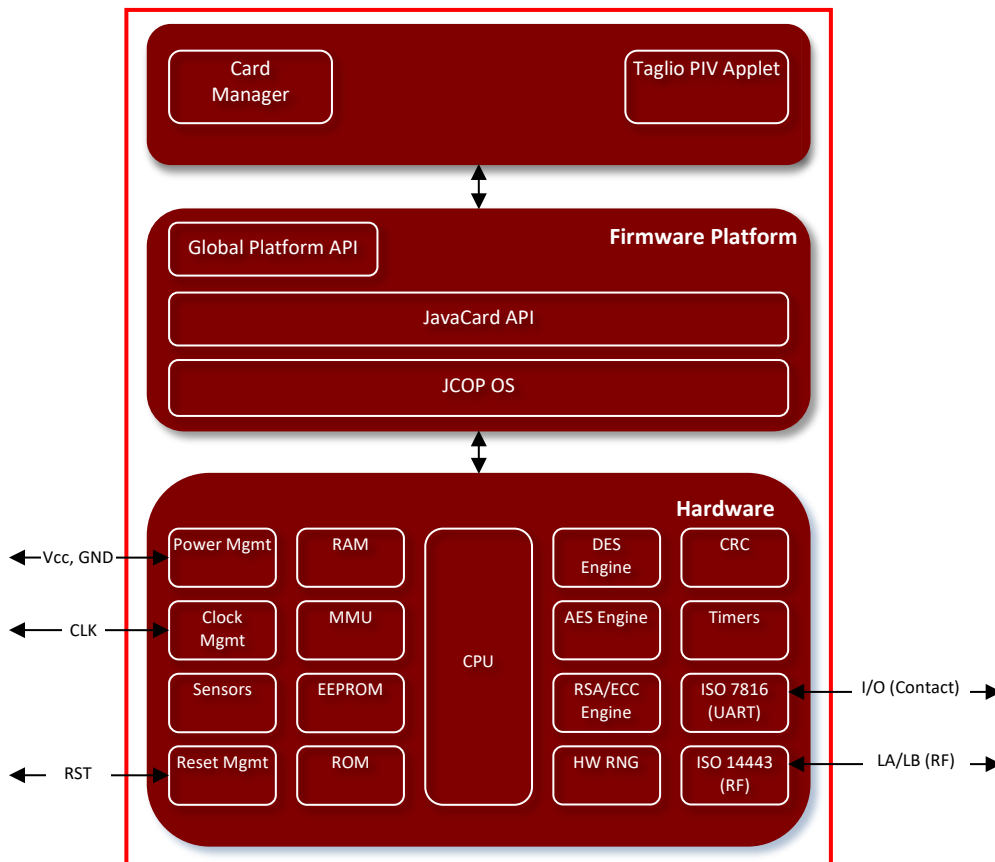 Card
Manager
Taglio PIV Applet
Firmware Platform
Global Platform API
JavaCard API
JCOP OS
Hardware
Power Mgmt
RAM
CPU
DES
Engine
CRC
Vcc, GND
Clock
Mgmt
MMU
AES Engine
Timers
CLK
Sensors
EEPROM
RSA/ECC
Engine
ISO 7816
(UART)
I/O (Contact)
Reset Mgmt
ROM
HW RNG
ISO 14443
(RF)
RST
LA/LB (RF)